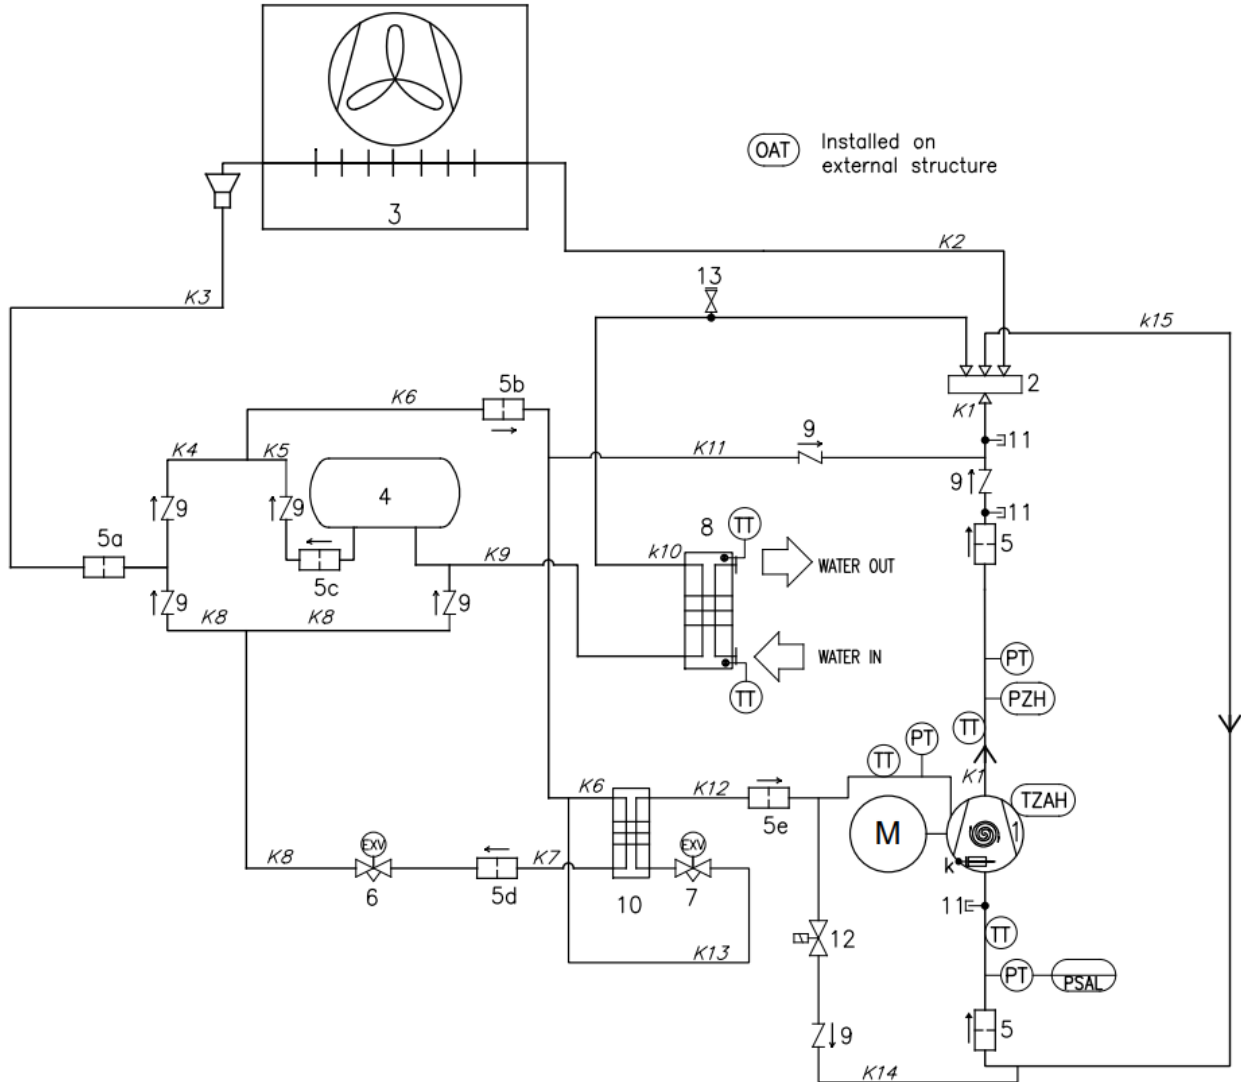 OAT
Installed on
external structure
3
K2
13
K3
k15
5b
K6
2
K1
9
11
K11
K4
K5
9
4
8
TT
9
9
11
5a
K9
k10
5
WATER OUT
5c
9
9
K8
K8
PT
WATER IN
TT
PZH
TT
PT
TT
K1
K6
K12
TZAH
5e
M
1
EXV
EXV
K8
K7
k
6
5d
10
7
11
12
TT
K13
PT
PSAL
9
5
K14